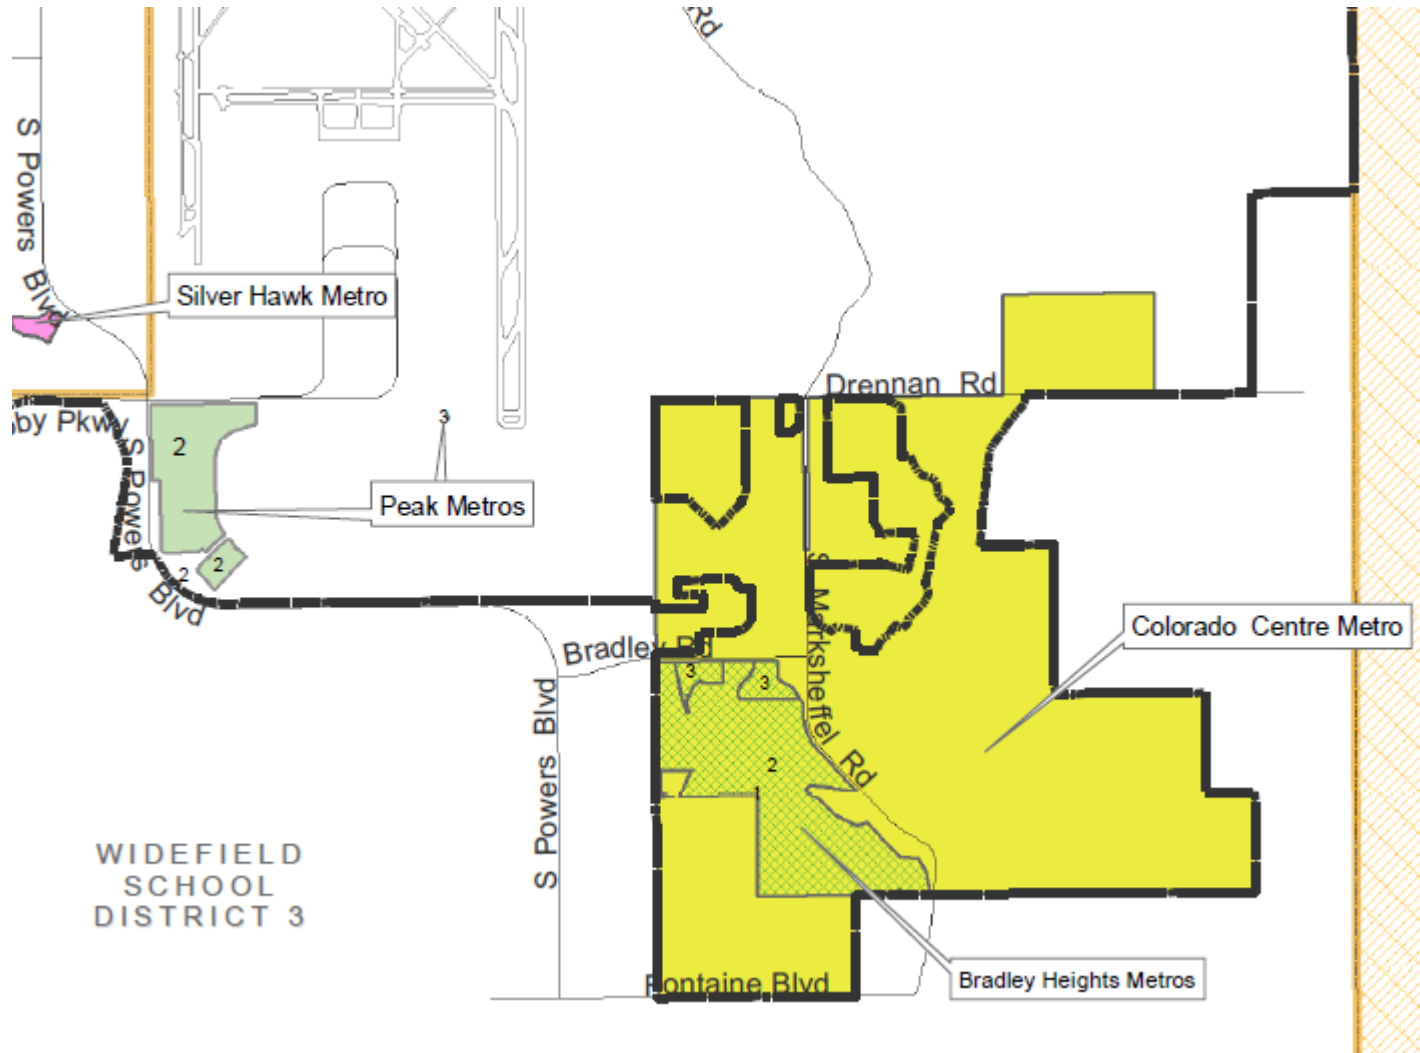 Rd
S Powers Blvd
Silver Hawk Metro
Drennan Rd
by Pkwy
2
3
S Powers Blvd
Peak Metros
2
2
S Marksheffel Rd
Colorado Centre Metro
Bradley Rd
3
3
S Powers Blvd
2
1
WIDEFIELD
SCHOOL
DISTRICT 3
Bradley Heights Metros
Fontaine Blvd